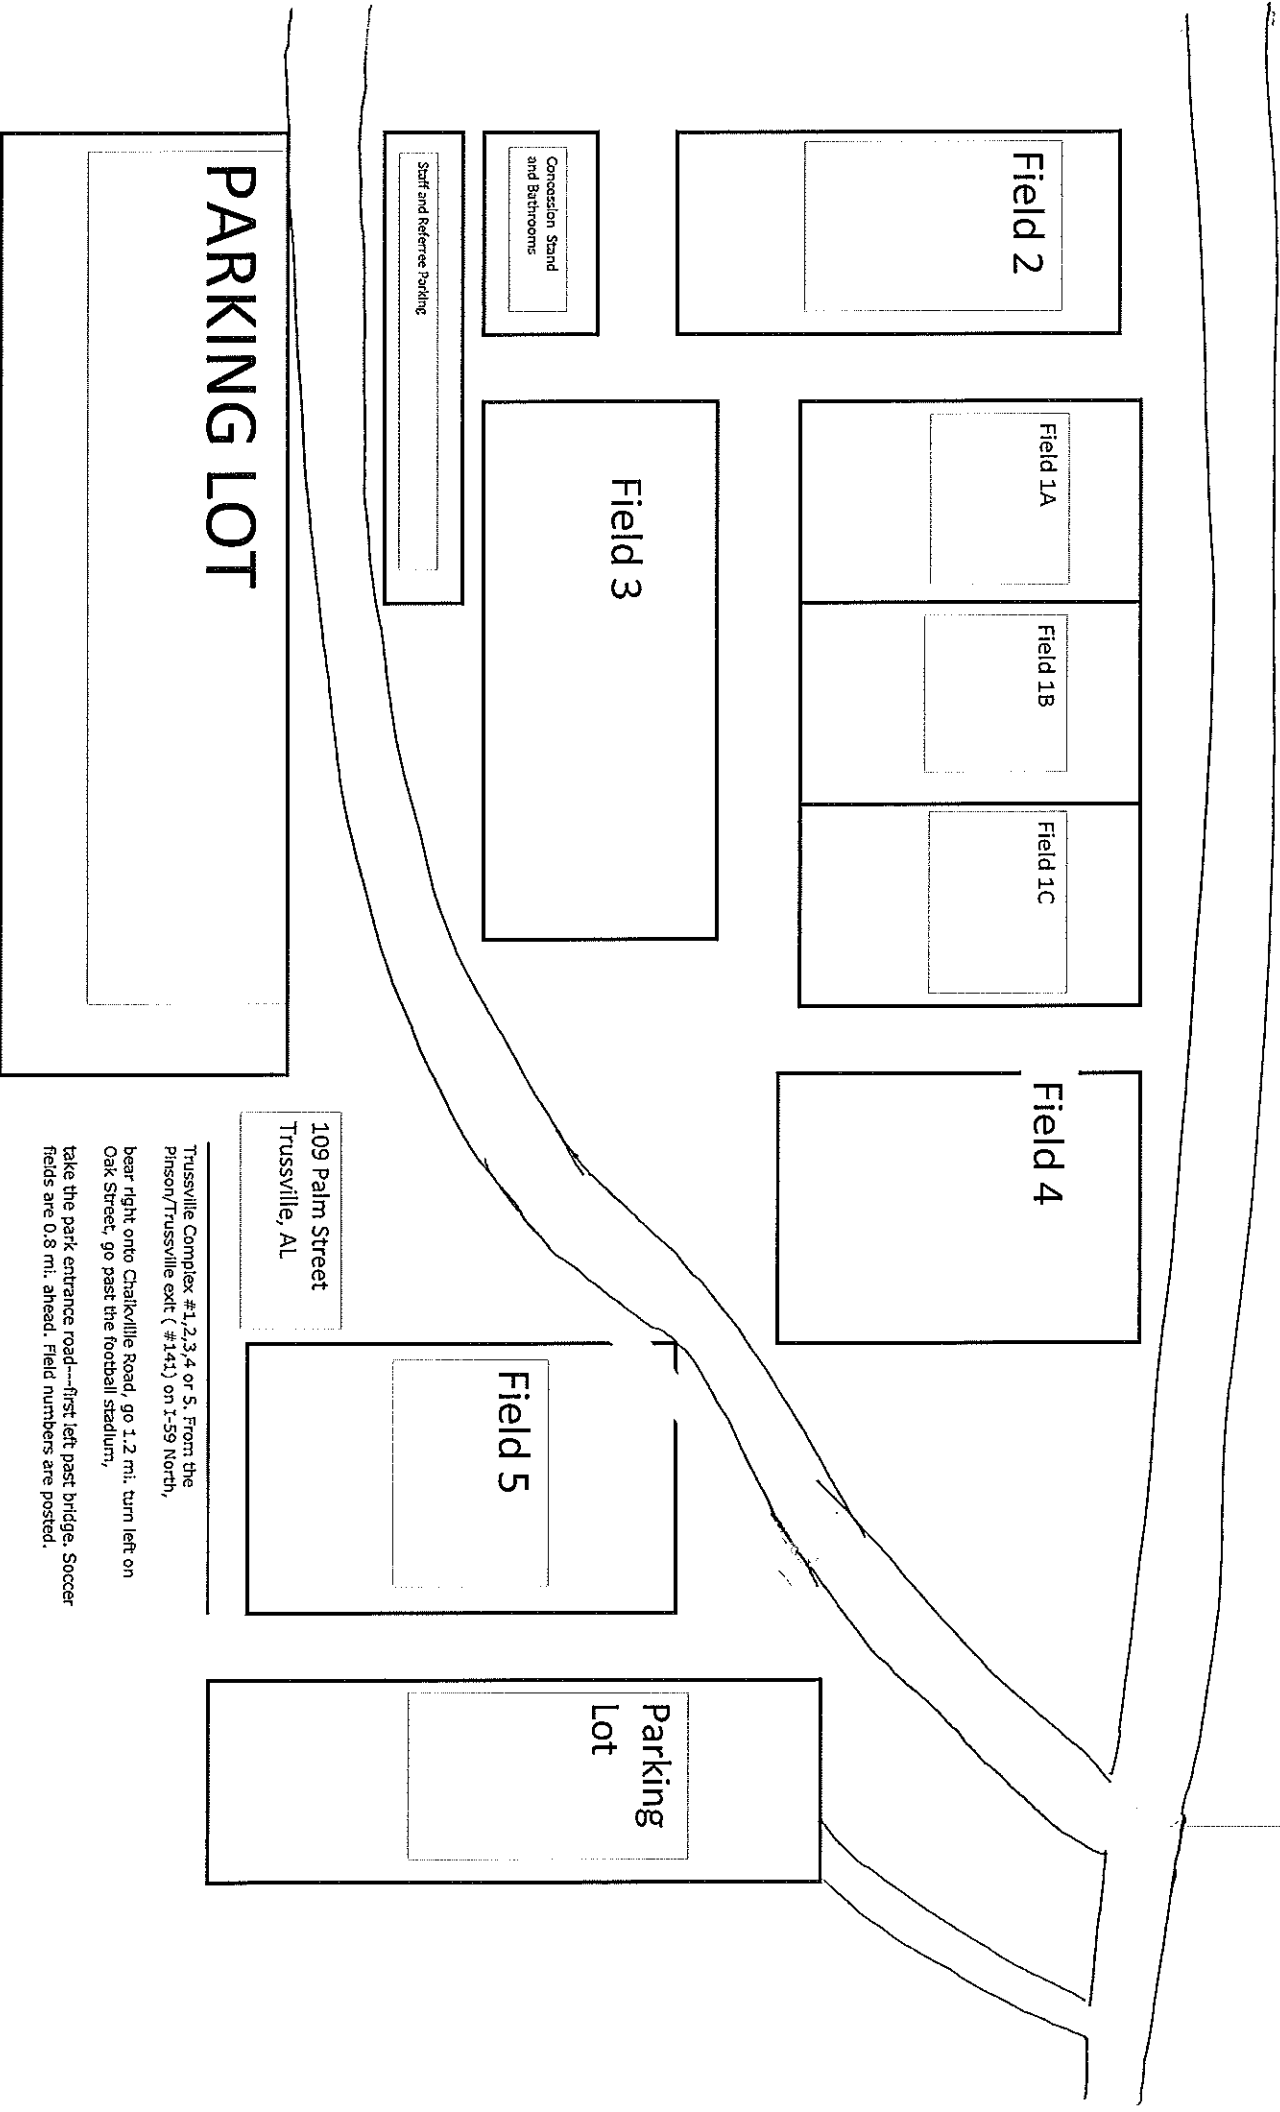 Field 2
Field 1A
Field 1B
Field 1C
Field 4
Field 3
Parking
Lot
Concession Stand
and Bathrooms
Field 5
Staff and Referree Parking
109 Palm Street
Trussville, AL
PARKING LOT
Trussville Complex #1,2,3,4 or 5. From the
Pinson/Trussville exit ( #141) on I-59 North,
bear right onto Chalkville Road, go 1.2 mi. turn left on
Oak Street, go past the football stadium,
take the park entrance road---first left past bridge. Soccer
fields are 0.8 mi. ahead. Field numbers are posted.